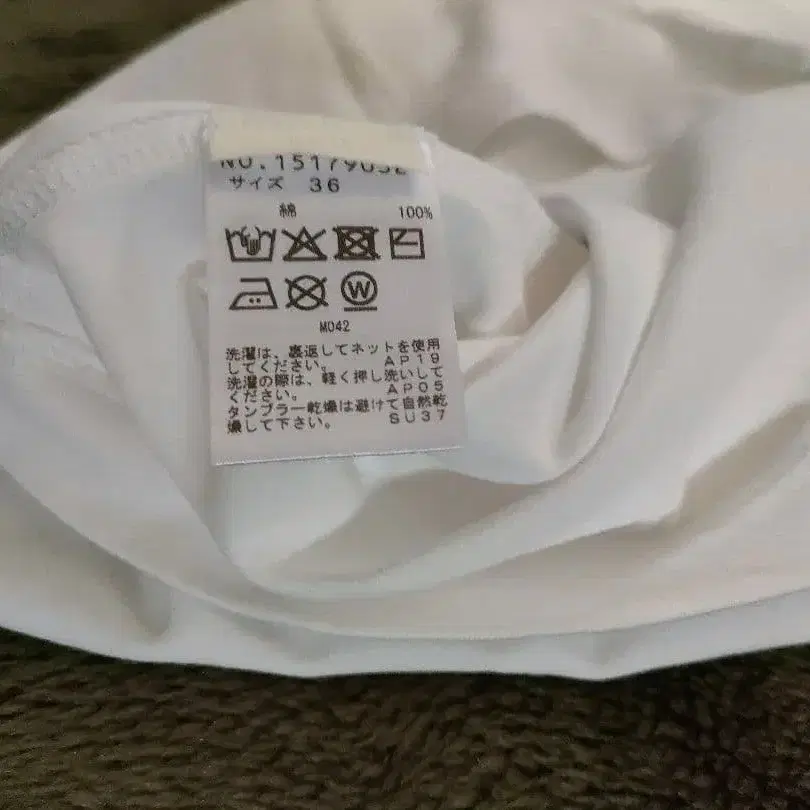 サイズ 36
綿 100%
W
M042
洗濯は、裏返してネットを使用
してください。 AP19
洗濯の際は、軽く押し洗いして
ください。 AP05
タンブラー乾燥は避けて自然乾
燥して下さい。 SU37